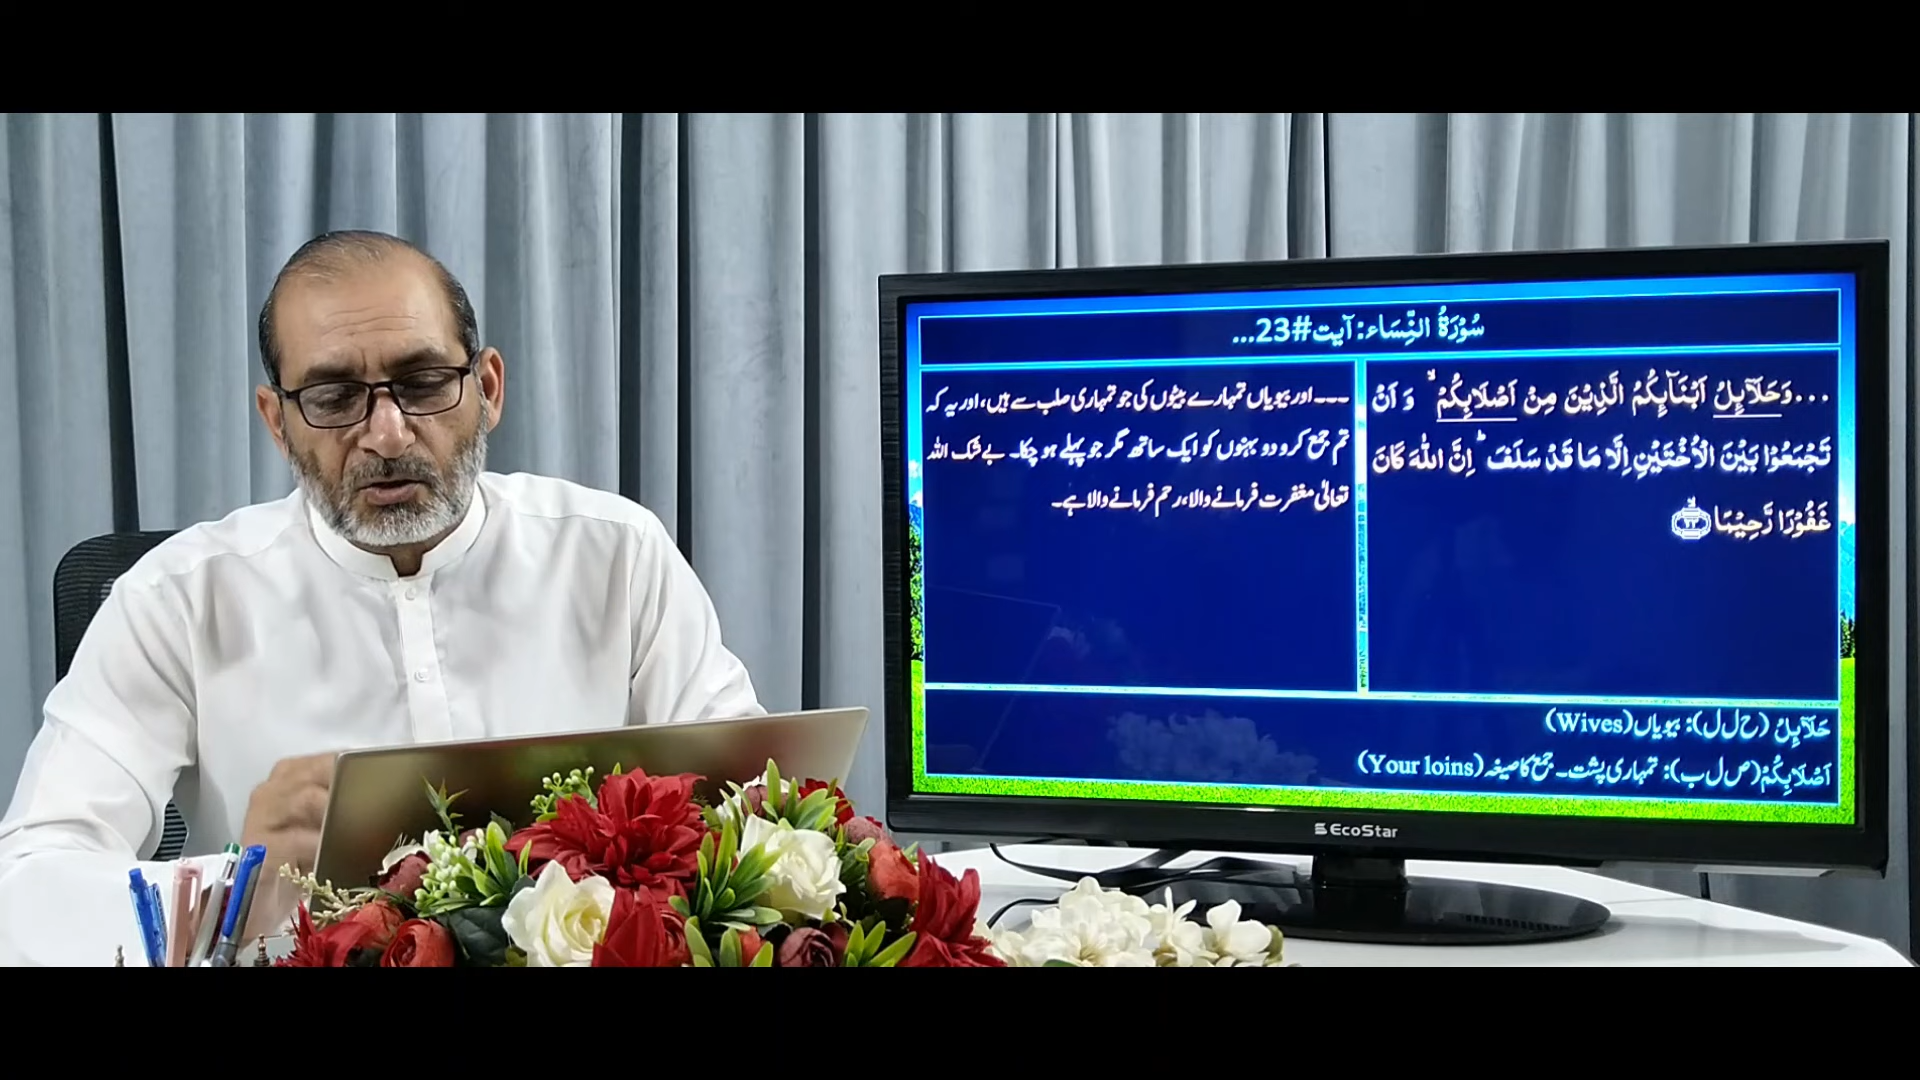 سُوْرَۃُ النِّسَاء: آیت#23...
...وَحَلَآئِلُ اَبْنَآئِكُمُ الَّذِیْنَ مِنْ اَصْلَابِكُمْ ۙ وَ اَنْ
تَجْمَعُوْا بَیْنَ الْاُخْتَیْنِ اِلَّا مَا قَدْ سَلَفَ ؕ اِنَّ اللّٰهَ كَانَ
غَفُوْرًا رَّحِیْمًا ۙ﴿۲۳﴾
--- اور بیویاں تمہارے بیٹوں کی جو تمہاری صلب سے ہیں، اور یہ کہ
تم جمع کرو دو بہنوں کو ایک ساتھ مگر جو پہلے ہو چکا۔ بے شک اللہ
تعالیٰ مغفرت فرمانے والا، رحم فرمانے والا ہے۔
حَلَآئِلُ (ح ل ل): بیویاں (Wives)
اَصْلَابِكُمْ (ص ل ب): تمہاری پشت۔ جمع کا صیغہ (Your loins)
EcoStar